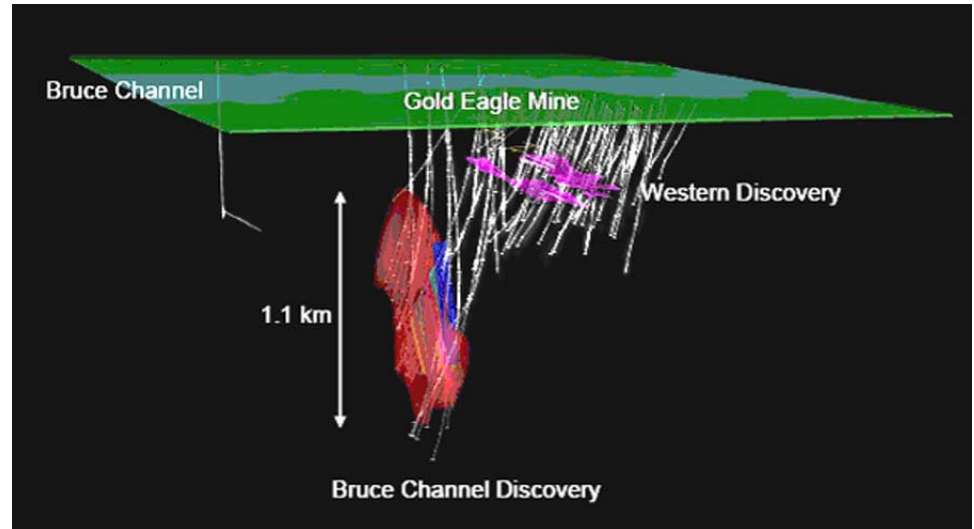 Bruce Channel
Gold Eagle Mine
Western Discovery
1.1 km
Bruce Channel Discovery